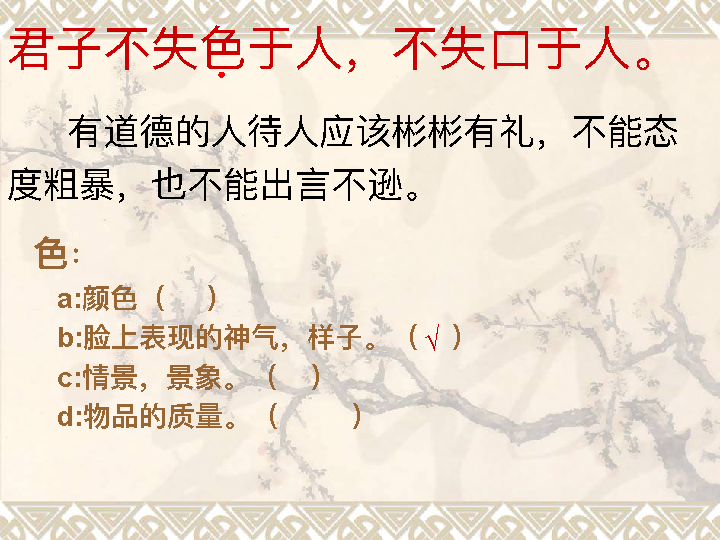 君子不失色于人，不失口于人。
有道德的人待人应该彬彬有礼，不能态
度粗暴，也不能出言不逊。
色：
a:颜色（ ）
b:脸上表现的神气，样子。（√ ）
c:情景，景象。（ ）
d:物品的质量。（ ）